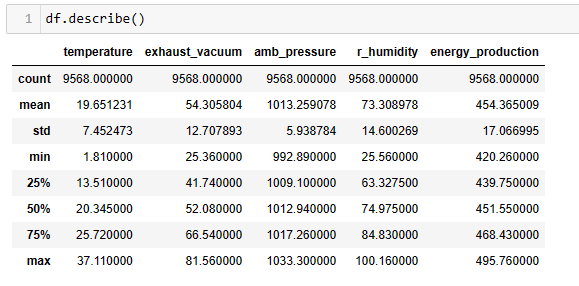 1 df.describe()
temperature exhaust_vacuum amb_pressure r_humidity energy_production
count 9568.000000 9568.000000 9568.000000 9568.000000 9568.000000
mean 19.651231 54.305804 1013.259078 73.308978 454.365009
std 7.452473 12.707893 5.938784 14.600269 17.066995
min 1.810000 25.360000 992.890000 25.560000 420.260000
25% 13.510000 41.740000 1009.100000 63.327500 439.750000
50% 20.345000 52.080000 1012.940000 74.975000 451.550000
75% 25.720000 66.540000 1017.260000 84.830000 468.430000
max 37.110000 81.560000 1033.300000 100.160000 495.760000